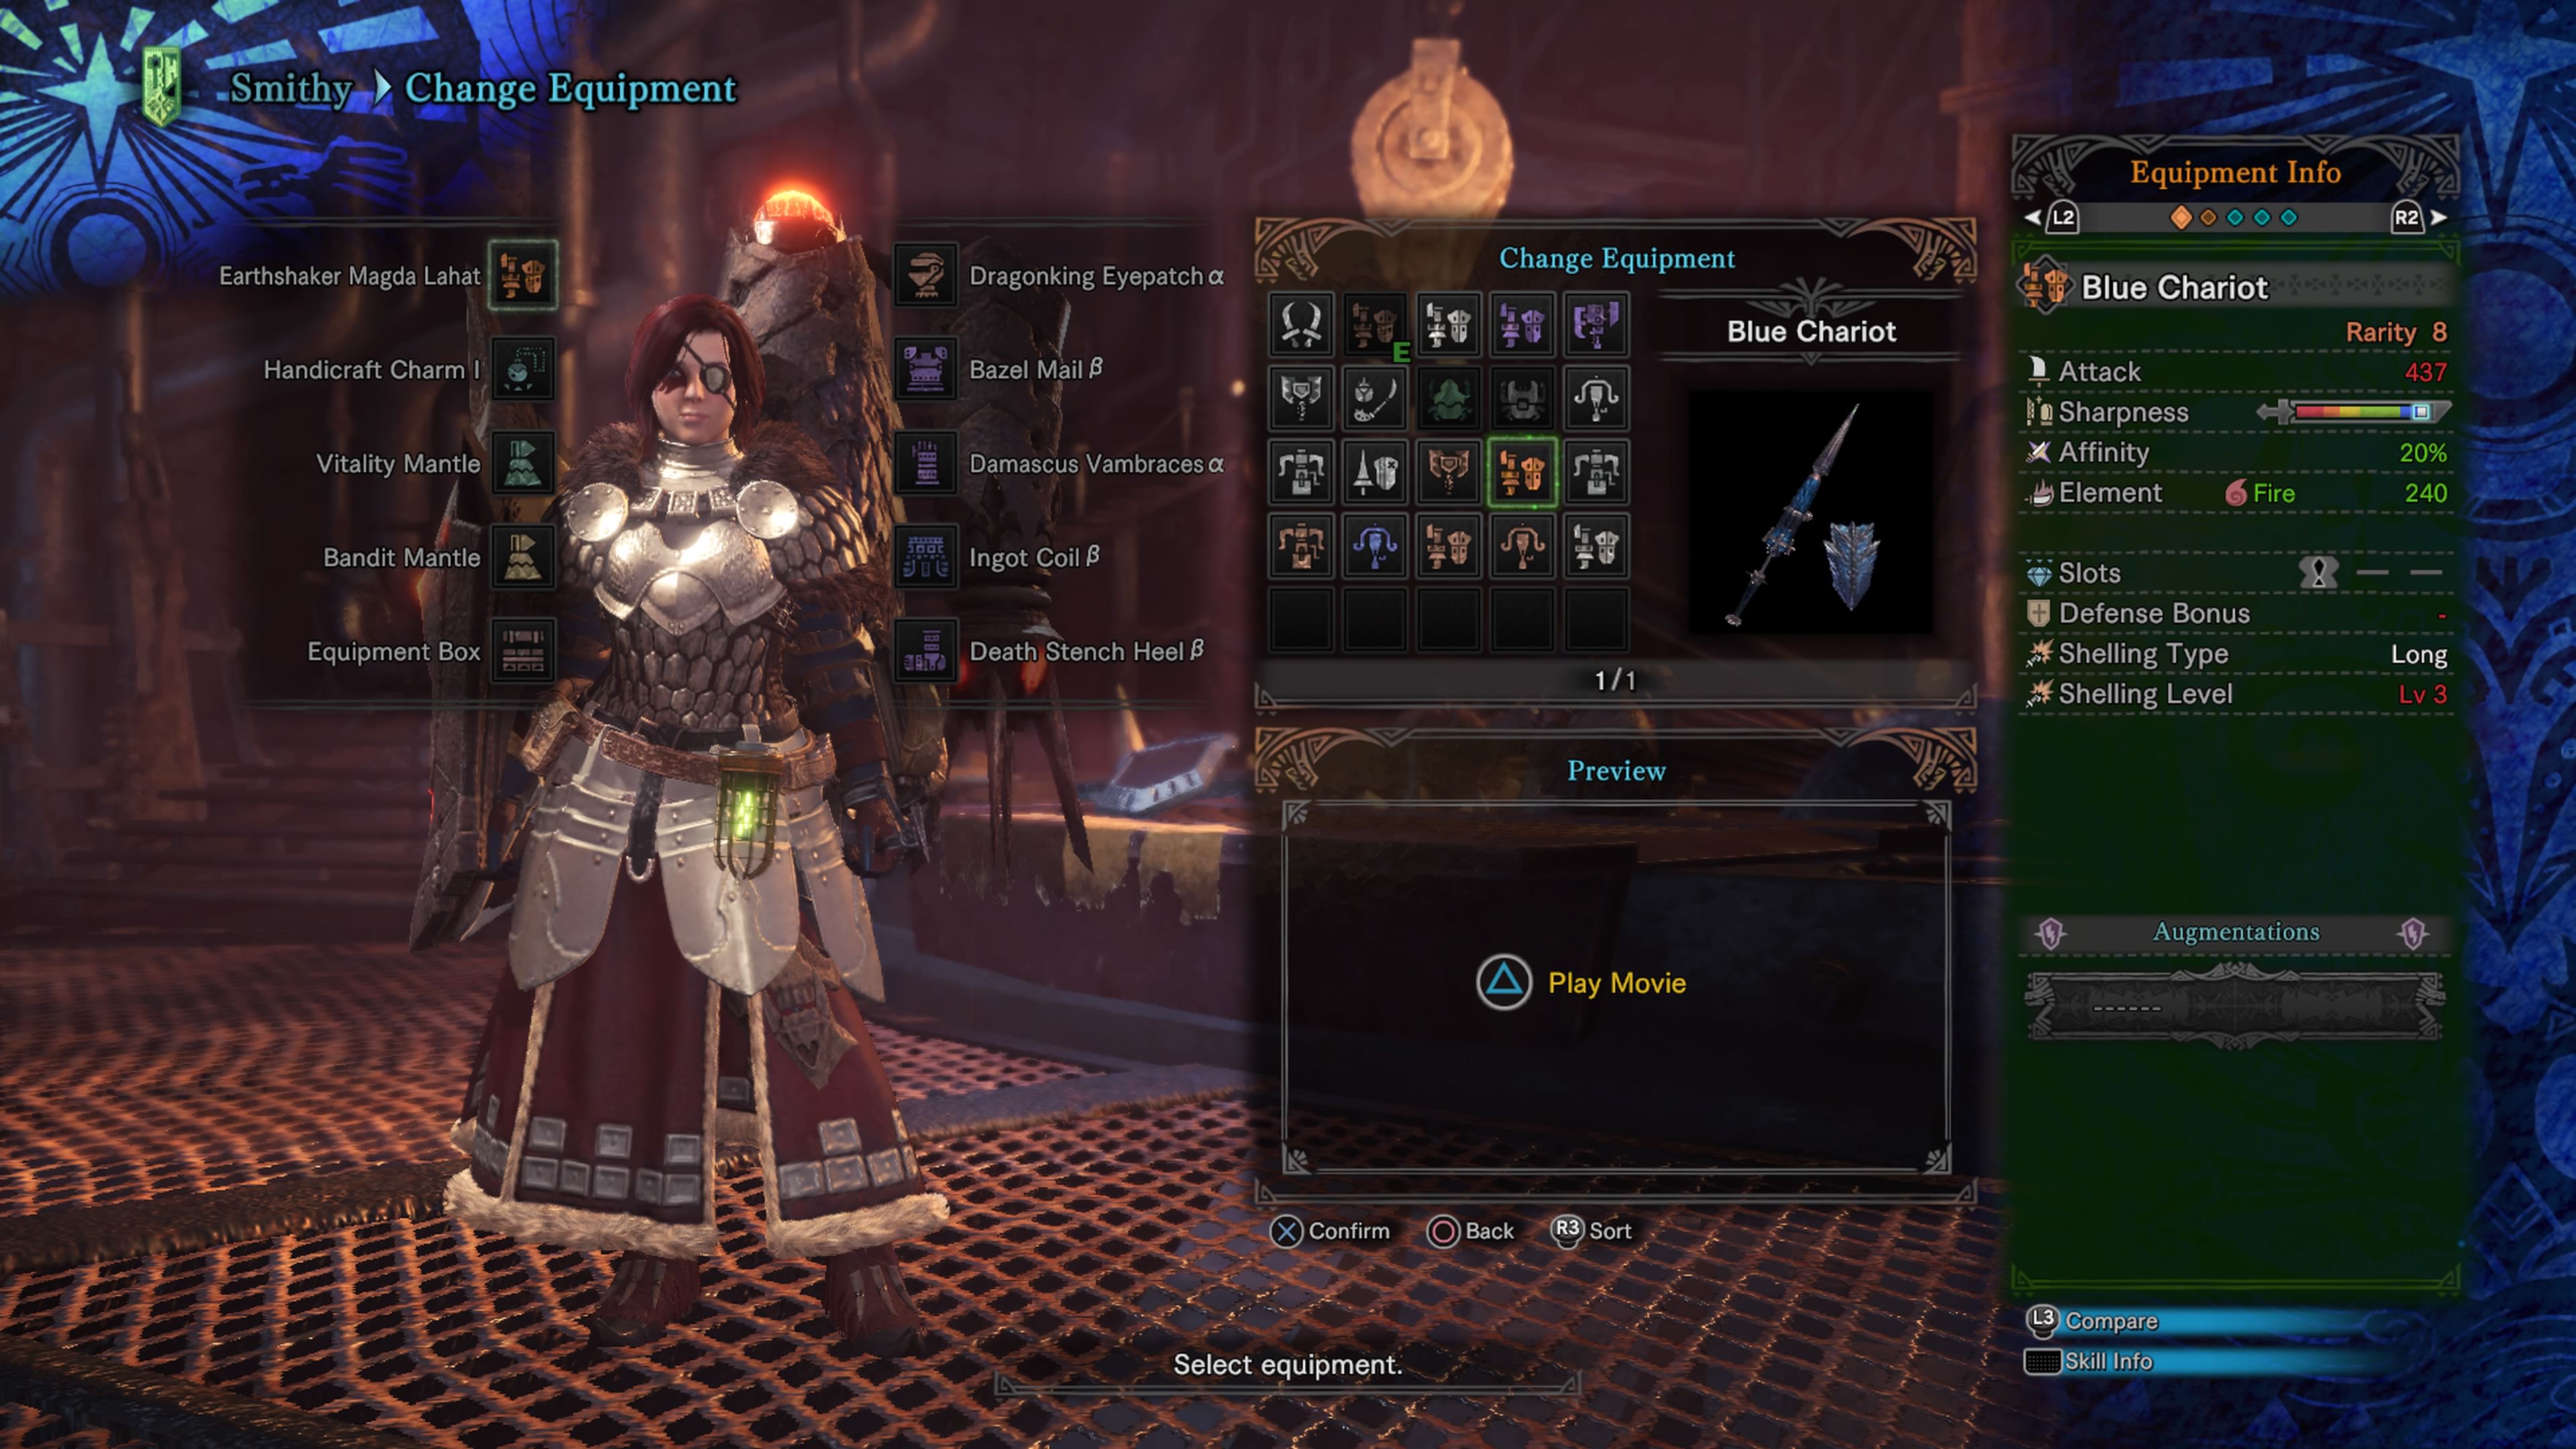 Smithy Change Equipment
Earthshaker Magda Lahat
Handicraft Charm I
Vitality Mantle
Bandit Mantle
Equipment Box
Dragonking Eyepatch α
Bazel Mail β
Damascus Vambraces α
Ingot Coil β
Death Stench Heel β
Change Equipment
E
Blue Chariot
1/1
Preview
Play Movie
Confirm Back R3 Sort
Select equipment.
Equipment Info
L2 R2
Blue Chariot
Rarity 8
Attack 437
Sharpness
Affinity 20%
Element Fire 240
Slots — —
Defense Bonus -
Shelling Type Long
Shelling Level Lv 3
Augmentations
------
L3 Compare
Skill Info